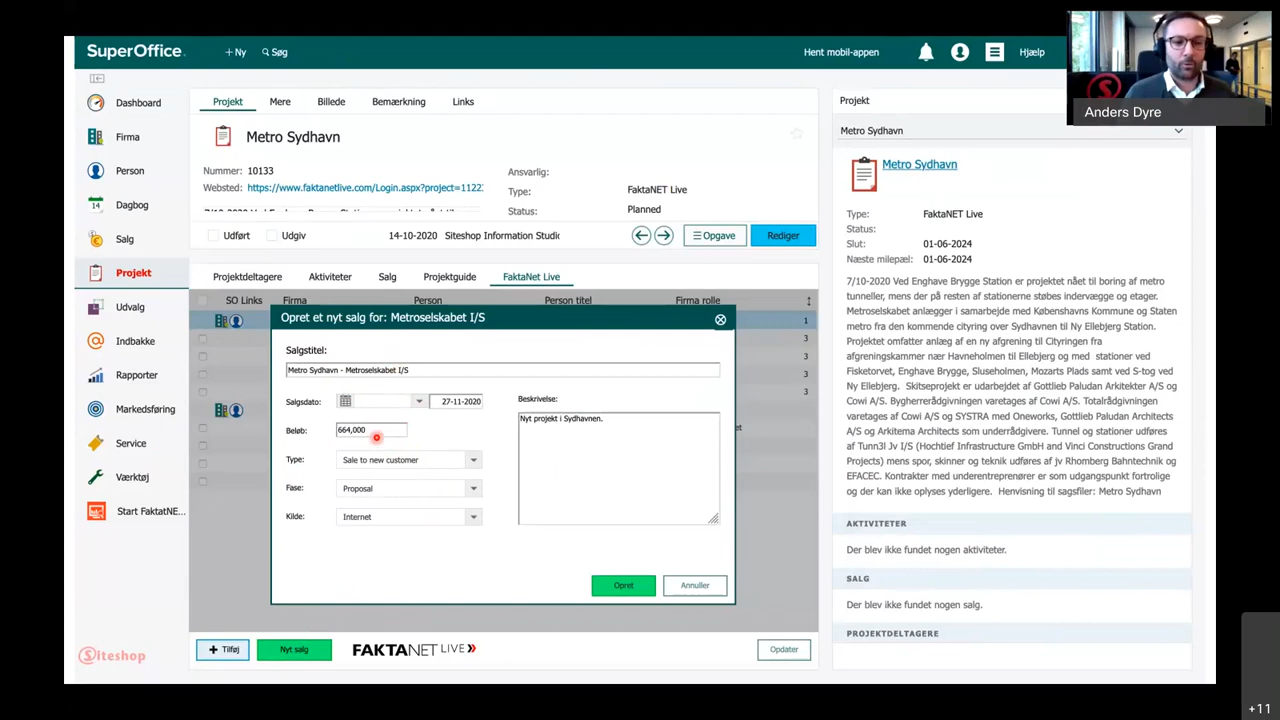 SuperOffice.
+ Ny
Søg
Hent mobil-appen
Hjælp
Anders Dyre
Dashboard
Firma
Person
14
Dagbog
Salg
Projekt
Udvalg
Indbakke
Rapporter
Markedsføring
Service
Værktøj
Start FaktatNE...
Siteshop
Projekt
Mere
Billede
Bemærkning
Links
Metro Sydhavn
Nummer: 10133
Websted: https://www.faktanetlive.com/Login.aspx?project=1122
Ansvarlig:
Type: FaktaNET Live
Status: Planned
Udført
Udgiv
14-10-2020
Siteshop Information Studio
Opgave
Rediger
Projektdeltagere
Aktiviteter
Salg
Projektguide
FaktaNet Live
SO Links
Firma
Person
Person titel
Firma rolle
1
3
3
3
3
et
Opret et nyt salg for: Metroselskabet I/S
Salgstitel:
Metro Sydhavn - Metroselskabet I/S
Salgsdato:
27-11-2020
Beløb: 664,000
Type: Sale to new customer
Fase: Proposal
Kilde: Internet
Beskrivelse:
Nyt projekt i Sydhavnen.
Opret
Annuller
+ Tilføj
Nyt salg
FAKTANET LIVE
Opdater
Projekt
Metro Sydhavn
Metro Sydhavn
Type: FaktaNET Live
Status:
Slut: 01-06-2024
Næste milepæl: 01-06-2024
7/10-2020 Ved Enghave Brygge Station er projektet nået til boring af metro
tunneller, mens der på resten af stationerne støbes indervægge og etager.
Metroselskabet anlægger i samarbejde med Københavns Kommune og Staten
metro fra den kommende cityring over Sydhavnen til Ny Ellebjerg Station.
Projektet omfatter anlæg en ny afgrening til Cityringen fra
afgreningskammer nær Havneholmen til Ellebjerg og med stationer ved
Fisketorvet, Enghave Brygge, Sluseholmen, Mozarts Plads samt ved S-tog ved
Ny Ellebjerg. Skitseprojekt er udarbejdet af Gottlieb Paludan Arkitekter A/S og
Cowi A/S. Bygherrerådgivningen varetages af Cowi A/S. Totalrådgivningen
varetages af Cowi A/S og SYSTRA med Oneworks, Gottlieb Paludan Architects
A/S og Arkitema Architects som underrådgivere. Tunnel og stationer udføres
af Tunn3l Jv I/S (Hochtief Infrastructure GmbH and Vinci Constructions Grand
Projects) mens spor, skinner og teknik udføres af jv Rhomberg Bahntechnik og
EFACEC. Kontrakter med underentreprenører er som udgangspunkt fortrolige
og der kan ikke oplyses yderligere. Henvisning til sagsfiler: Metro Sydhavn
AKTIVITETER
Der blev ikke fundet nogen aktiviteter.
SALG
Der blev ikke fundet nogen salg.
PROJEKTDELTAGERE
+11